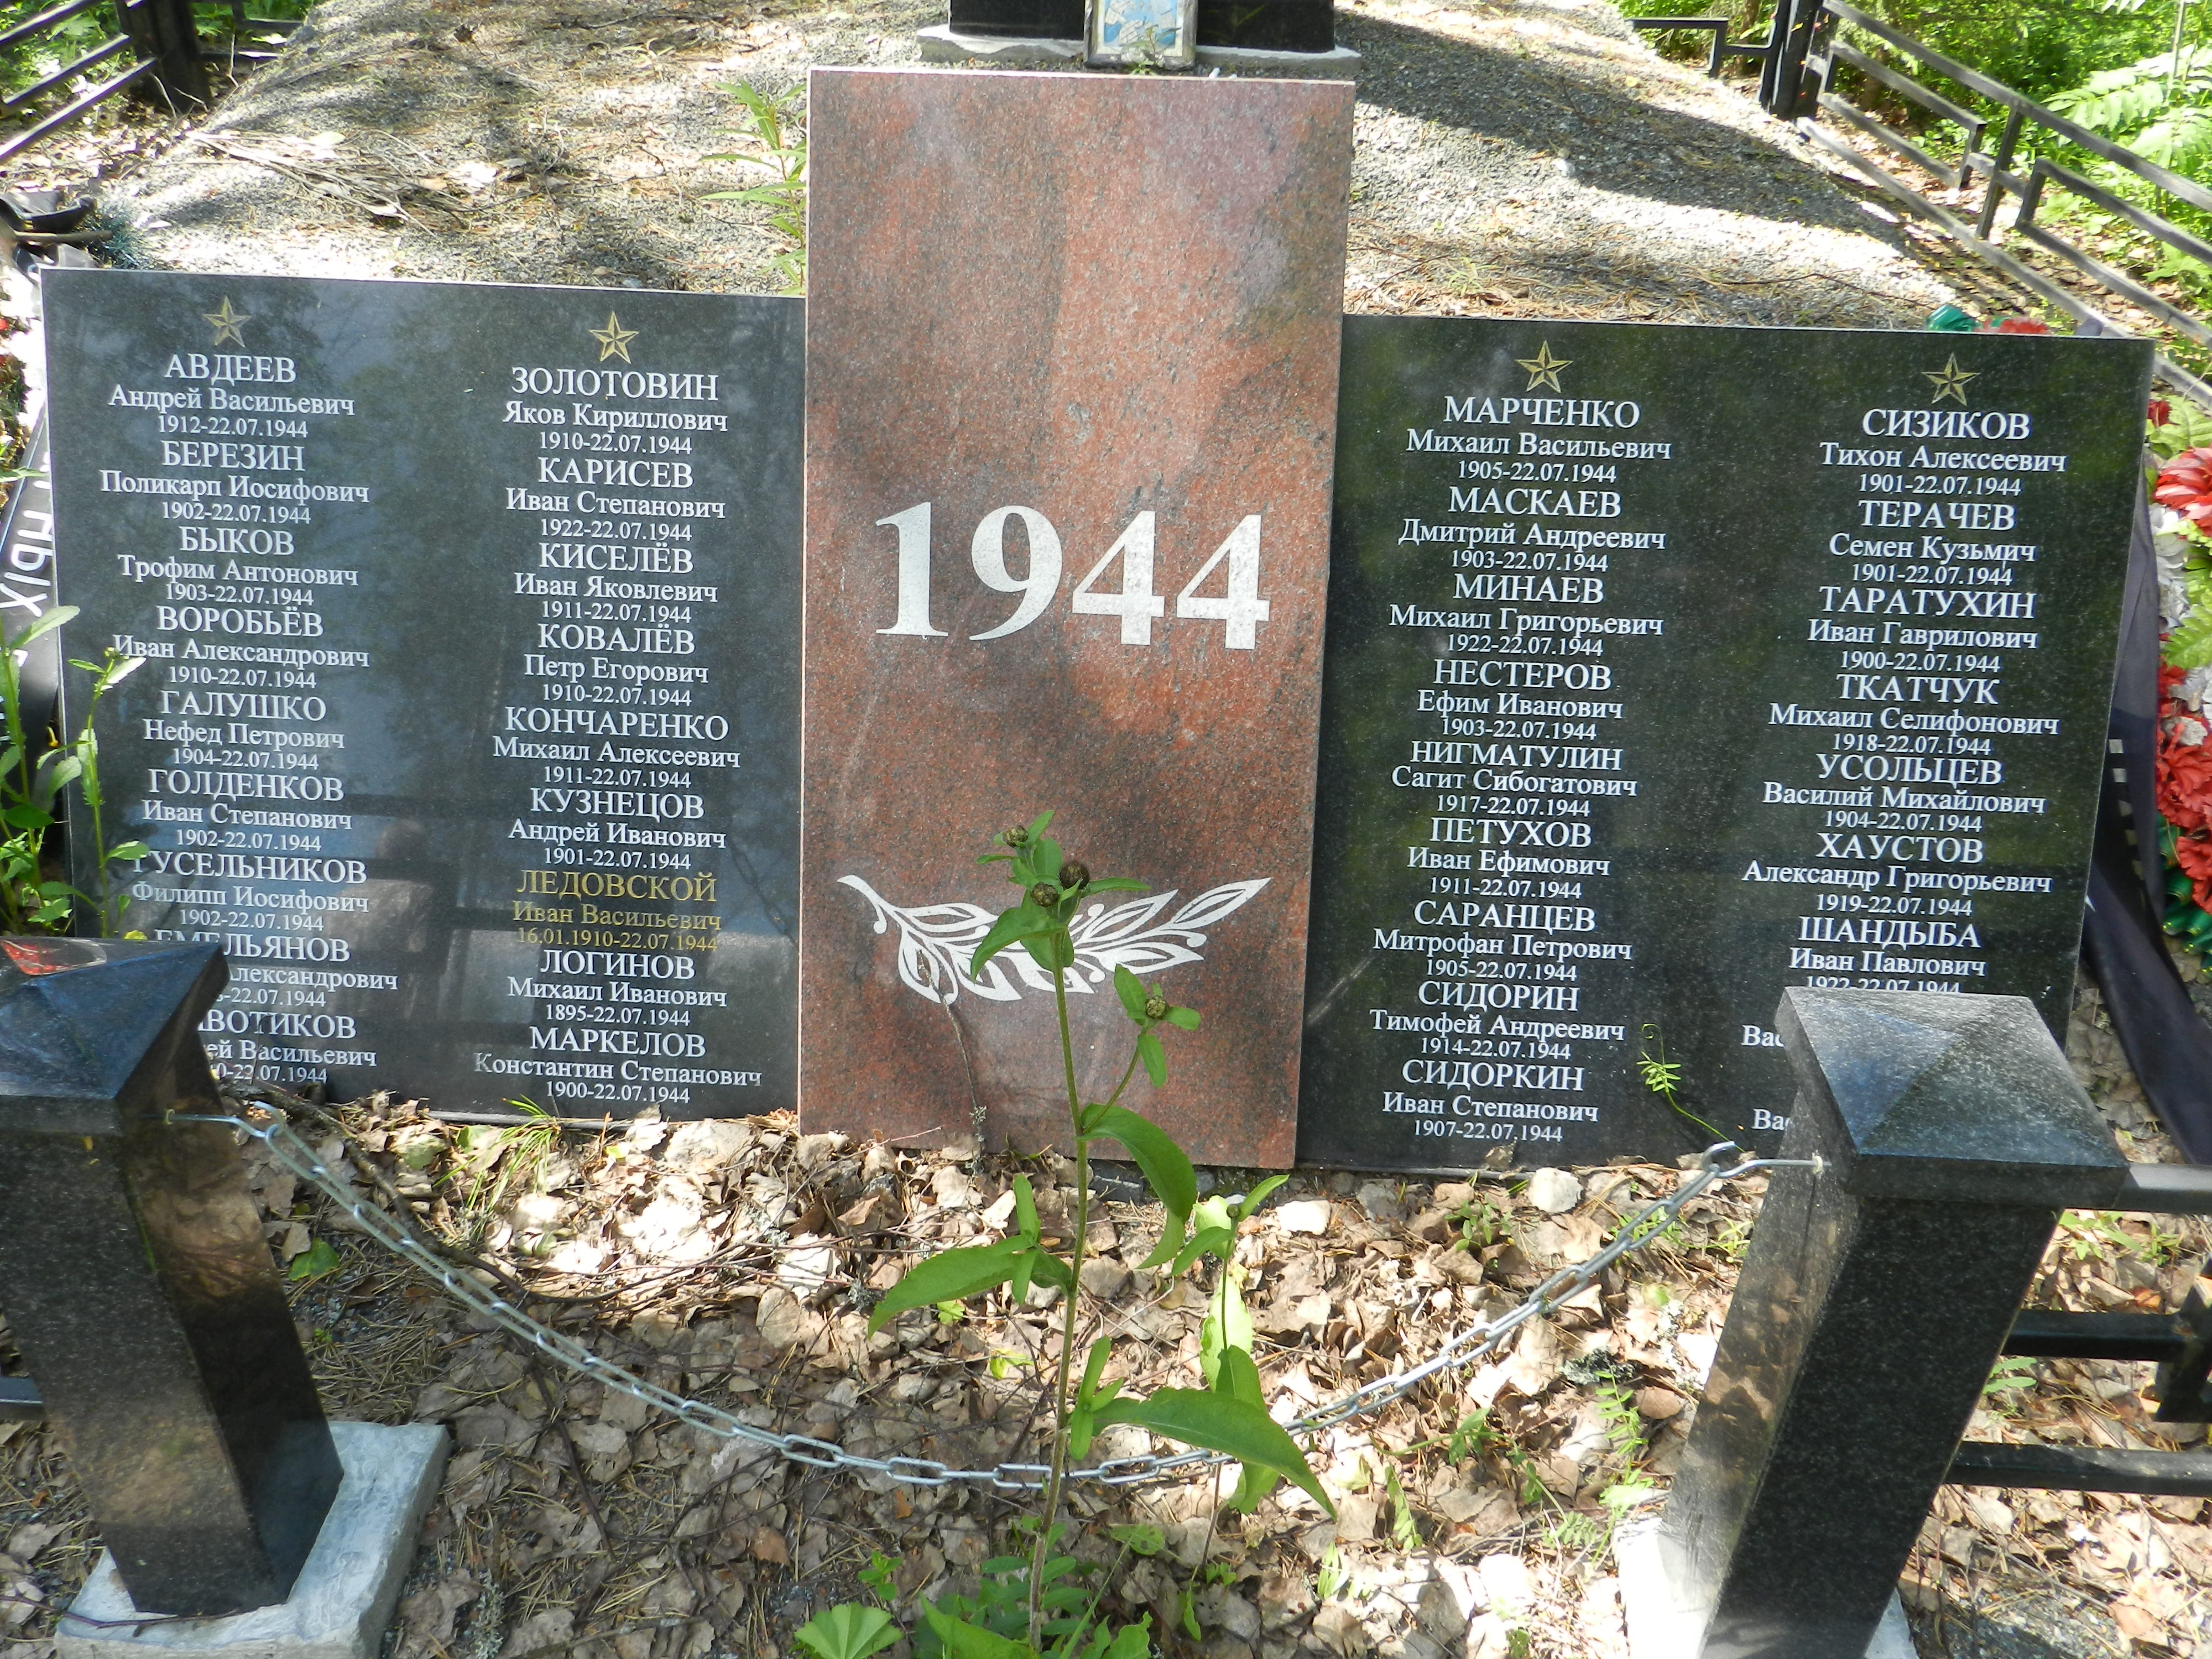 АВДЕЕВ
Андрей Васильевич
1912-22.07.1944
БЕРЕЗИН
Поликарп Иосифович
1902-22.07.1944
БЫКОВ
Трофим Антонович
1903-22.07.1944
ВОРОБЬЁВ
Иван Александрович
1910-22.07.1944
ГАЛУШКО
Нефед Петрович
1904-22.07.1944
ГОЛДЕНКОВ
Иван Степанович
1902-22.07.1944
ГУСЕЛЬНИКОВ
Филипп Иосифович
1902-22.07.1944
ЕМЕЛЬЯНОВ
Александрович
-22.07.1944
Васильевич
-22.07.1944
ЗОЛОТОВИН
Яков Кириллович
1910-22.07.1944
КАРИСЕВ
Иван Степанович
1922-22.07.1944
КИСЕЛЁВ
Иван Яковлевич
1911-22.07.1944
КОВАЛЁВ
Петр Егорович
1910-22.07.1944
КОНЧАРЕНКО
Михаил Алексеевич
1911-22.07.1944
КУЗНЕЦОВ
Андрей Иванович
1901-22.07.1944
ЛЕДОВСКОЙ
Иван Васильевич
16.01.1910-22.07.1944
ЛОГИНОВ
Михаил Иванович
1895-22.07.1944
МАРКЕЛОВ
Константин Степанович
1900-22.07.1944
1944
МАРЧЕНКО
Михаил Васильевич
1905-22.07.1944
МАСКАЕВ
Дмитрий Андреевич
1903-22.07.1944
МИНАЕВ
Михаил Григорьевич
1922-22.07.1944
НЕСТЕРОВ
Ефим Иванович
1903-22.07.1944
НИГМАТУЛИН
Сагит Сибогатович
1917-22.07.1944
ПЕТУХОВ
Иван Ефимович
1911-22.07.1944
САРАНЦЕВ
Митрофан Петрович
1905-22.07.1944
СИДОРИН
Тимофей Андреевич
1914-22.07.1944
СИДОРКИН
Иван Степанович
1907-22.07.1944
СИЗИКОВ
Тихон Алексеевич
1901-22.07.1944
ТЕРАЧЕВ
Семен Кузьмич
1901-22.07.1944
ТАРАТУХИН
Иван Гаврилович
1900-22.07.1944
ТКАТЧУК
Михаил Селифонович
1918-22.07.1944
УСОЛЬЦЕВ
Василий Михайлович
1904-22.07.1944
ХАУСТОВ
Александр Григорьевич
1919-22.07.1944
ШАНДЫБА
Иван Павлович
1922-22.07.1944